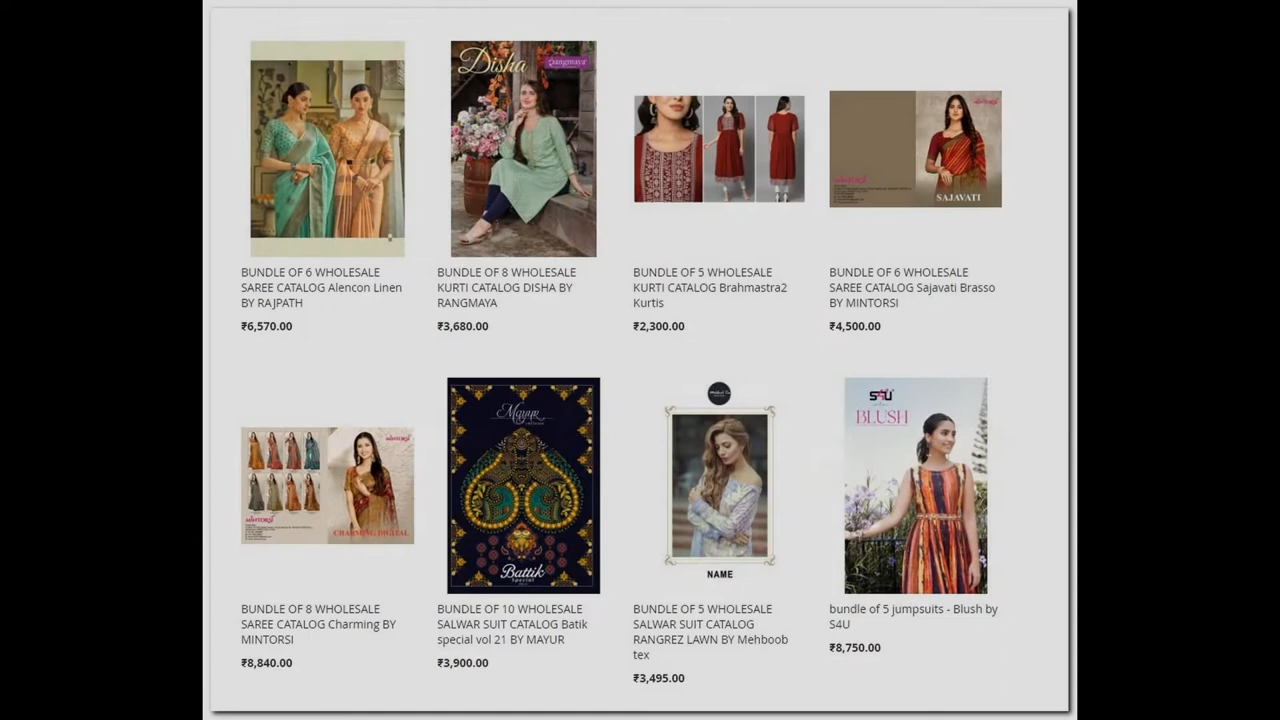 Disha
Rangmaya
SAJAVATI
BUNDLE OF 6 WHOLESALE
SAREE CATALOG Alencon Linen
BY RAJPATH
₹6,570.00
BUNDLE OF 8 WHOLESALE
KURTI CATALOG DISHA BY
RANGMAYA
₹3,680.00
BUNDLE OF 5 WHOLESALE
KURTI CATALOG Brahmastra2
Kurtis
₹2,300.00
BUNDLE OF 6 WHOLESALE
SAREE CATALOG Sajavati Brasso
BY MINTORSI
₹4,500.00
CHARMING DIGITAL
Mayur
Battik
Special
NAME
S4U
BLUSH
BUNDLE OF 8 WHOLESALE
SAREE CATALOG Charming BY
MINTORSI
₹8,840.00
BUNDLE OF 10 WHOLESALE
SALWAR SUIT CATALOG Batik
special vol 21 BY MAYUR
₹3,900.00
BUNDLE OF 5 WHOLESALE
SALWAR SUIT CATALOG
RANGREZ LAWN BY Mehboob
tex
₹3,495.00
bundle of 5 jumpsuits - Blush by
S4U
₹8,750.00